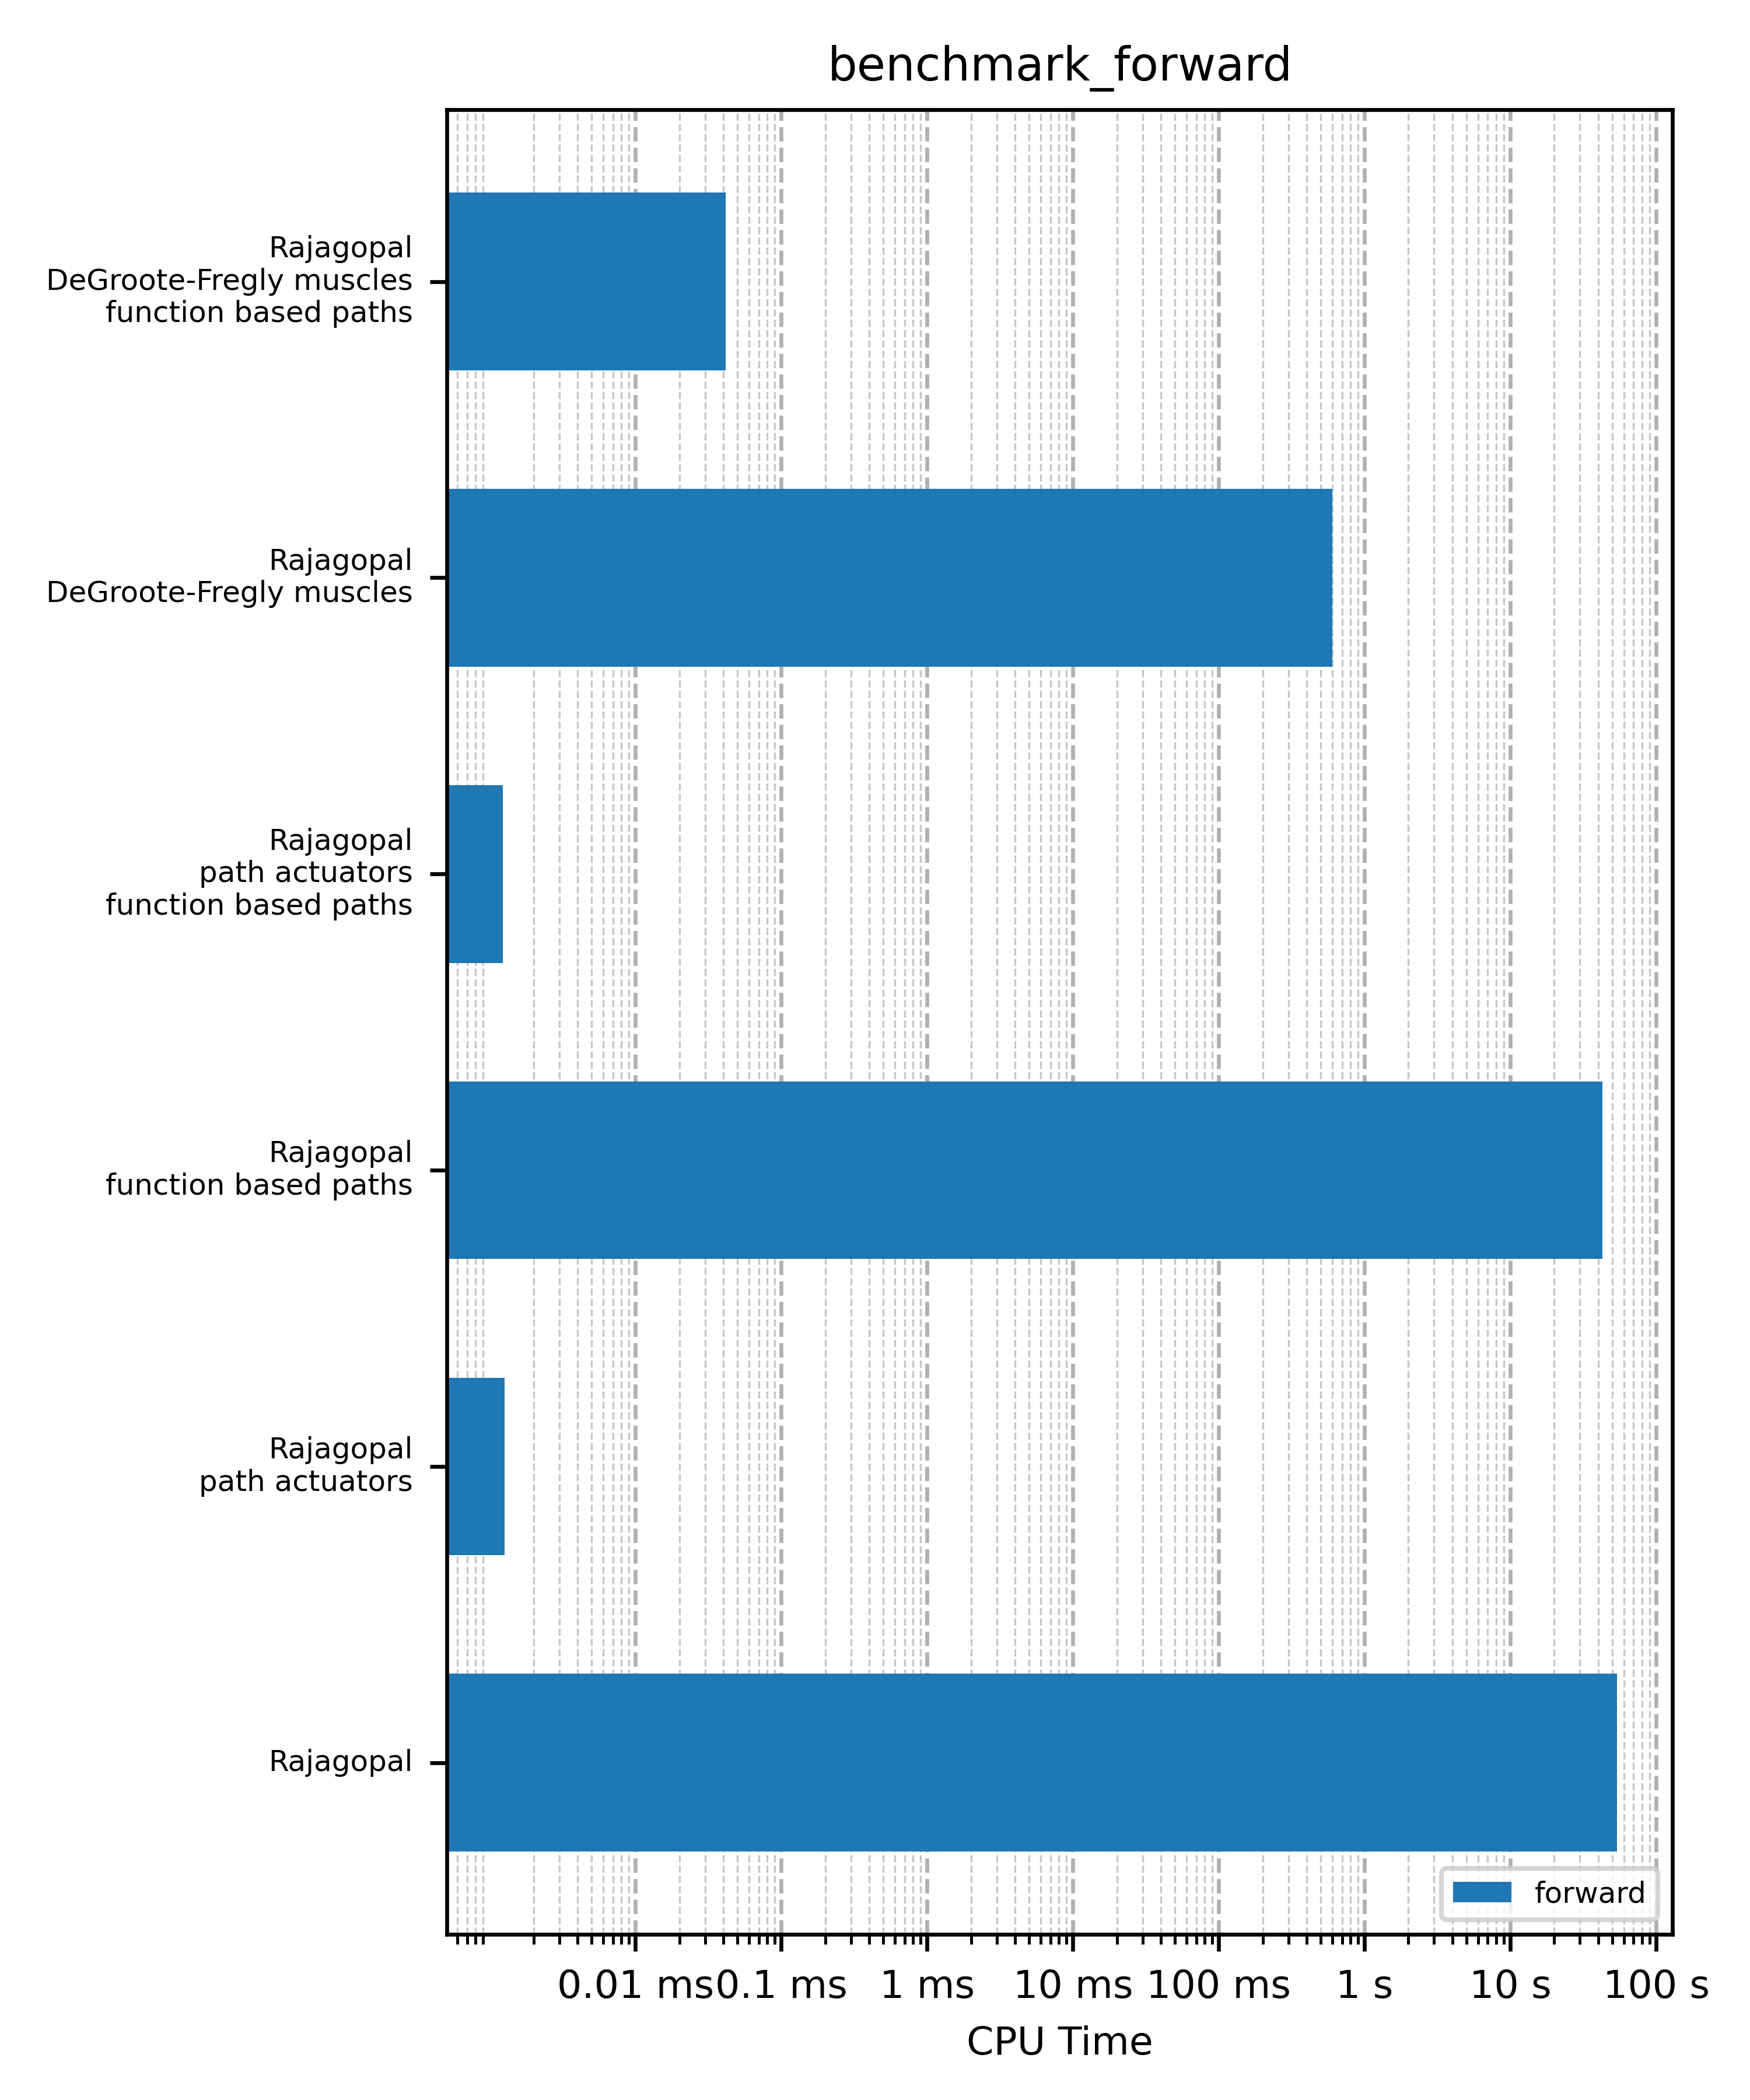 benchmark_forward
Rajagopal
DeGroote-Fregly muscles
function based paths
Rajagopal
DeGroote-Fregly muscles
Rajagopal
path actuators
function based paths
Rajagopal
function based paths
Rajagopal
path actuators
Rajagopal
forward
0.01 ms 0.1 ms 1 ms 10 ms 100 ms 1 s 10 s 100 s
CPU Time